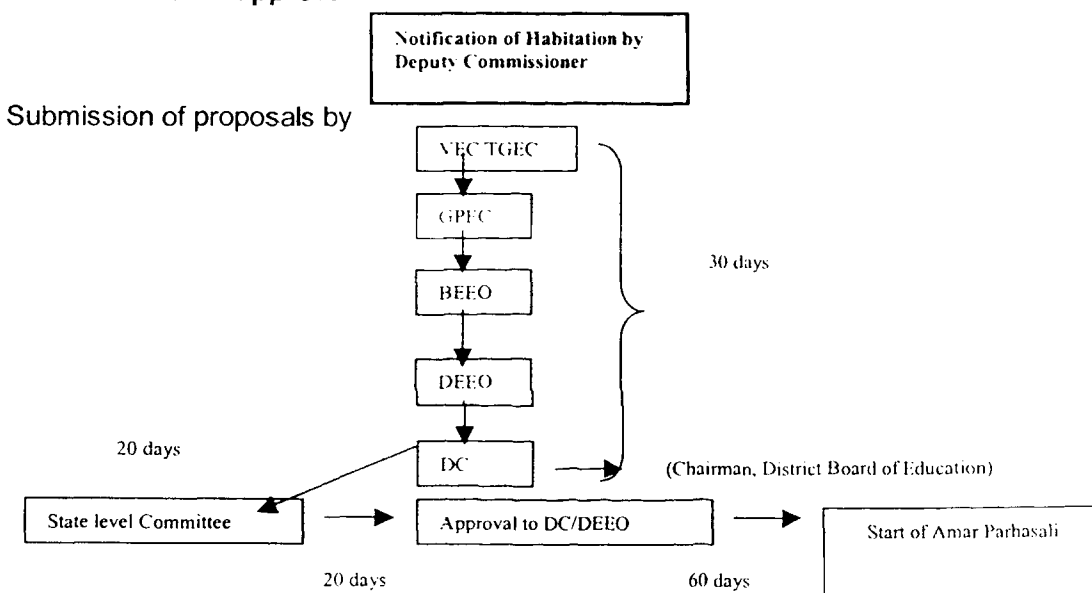 Notification of Habitation by
Deputy Commissioner
Submission of proposals by
VEC TGEC
GPEC
30 days
BEEO
DEEO
20 days
DC
(Chairman, District Board of Education)
State level Committee
Approval to DC/DEEO
Start of Amar Parhasali
20 days
60 days